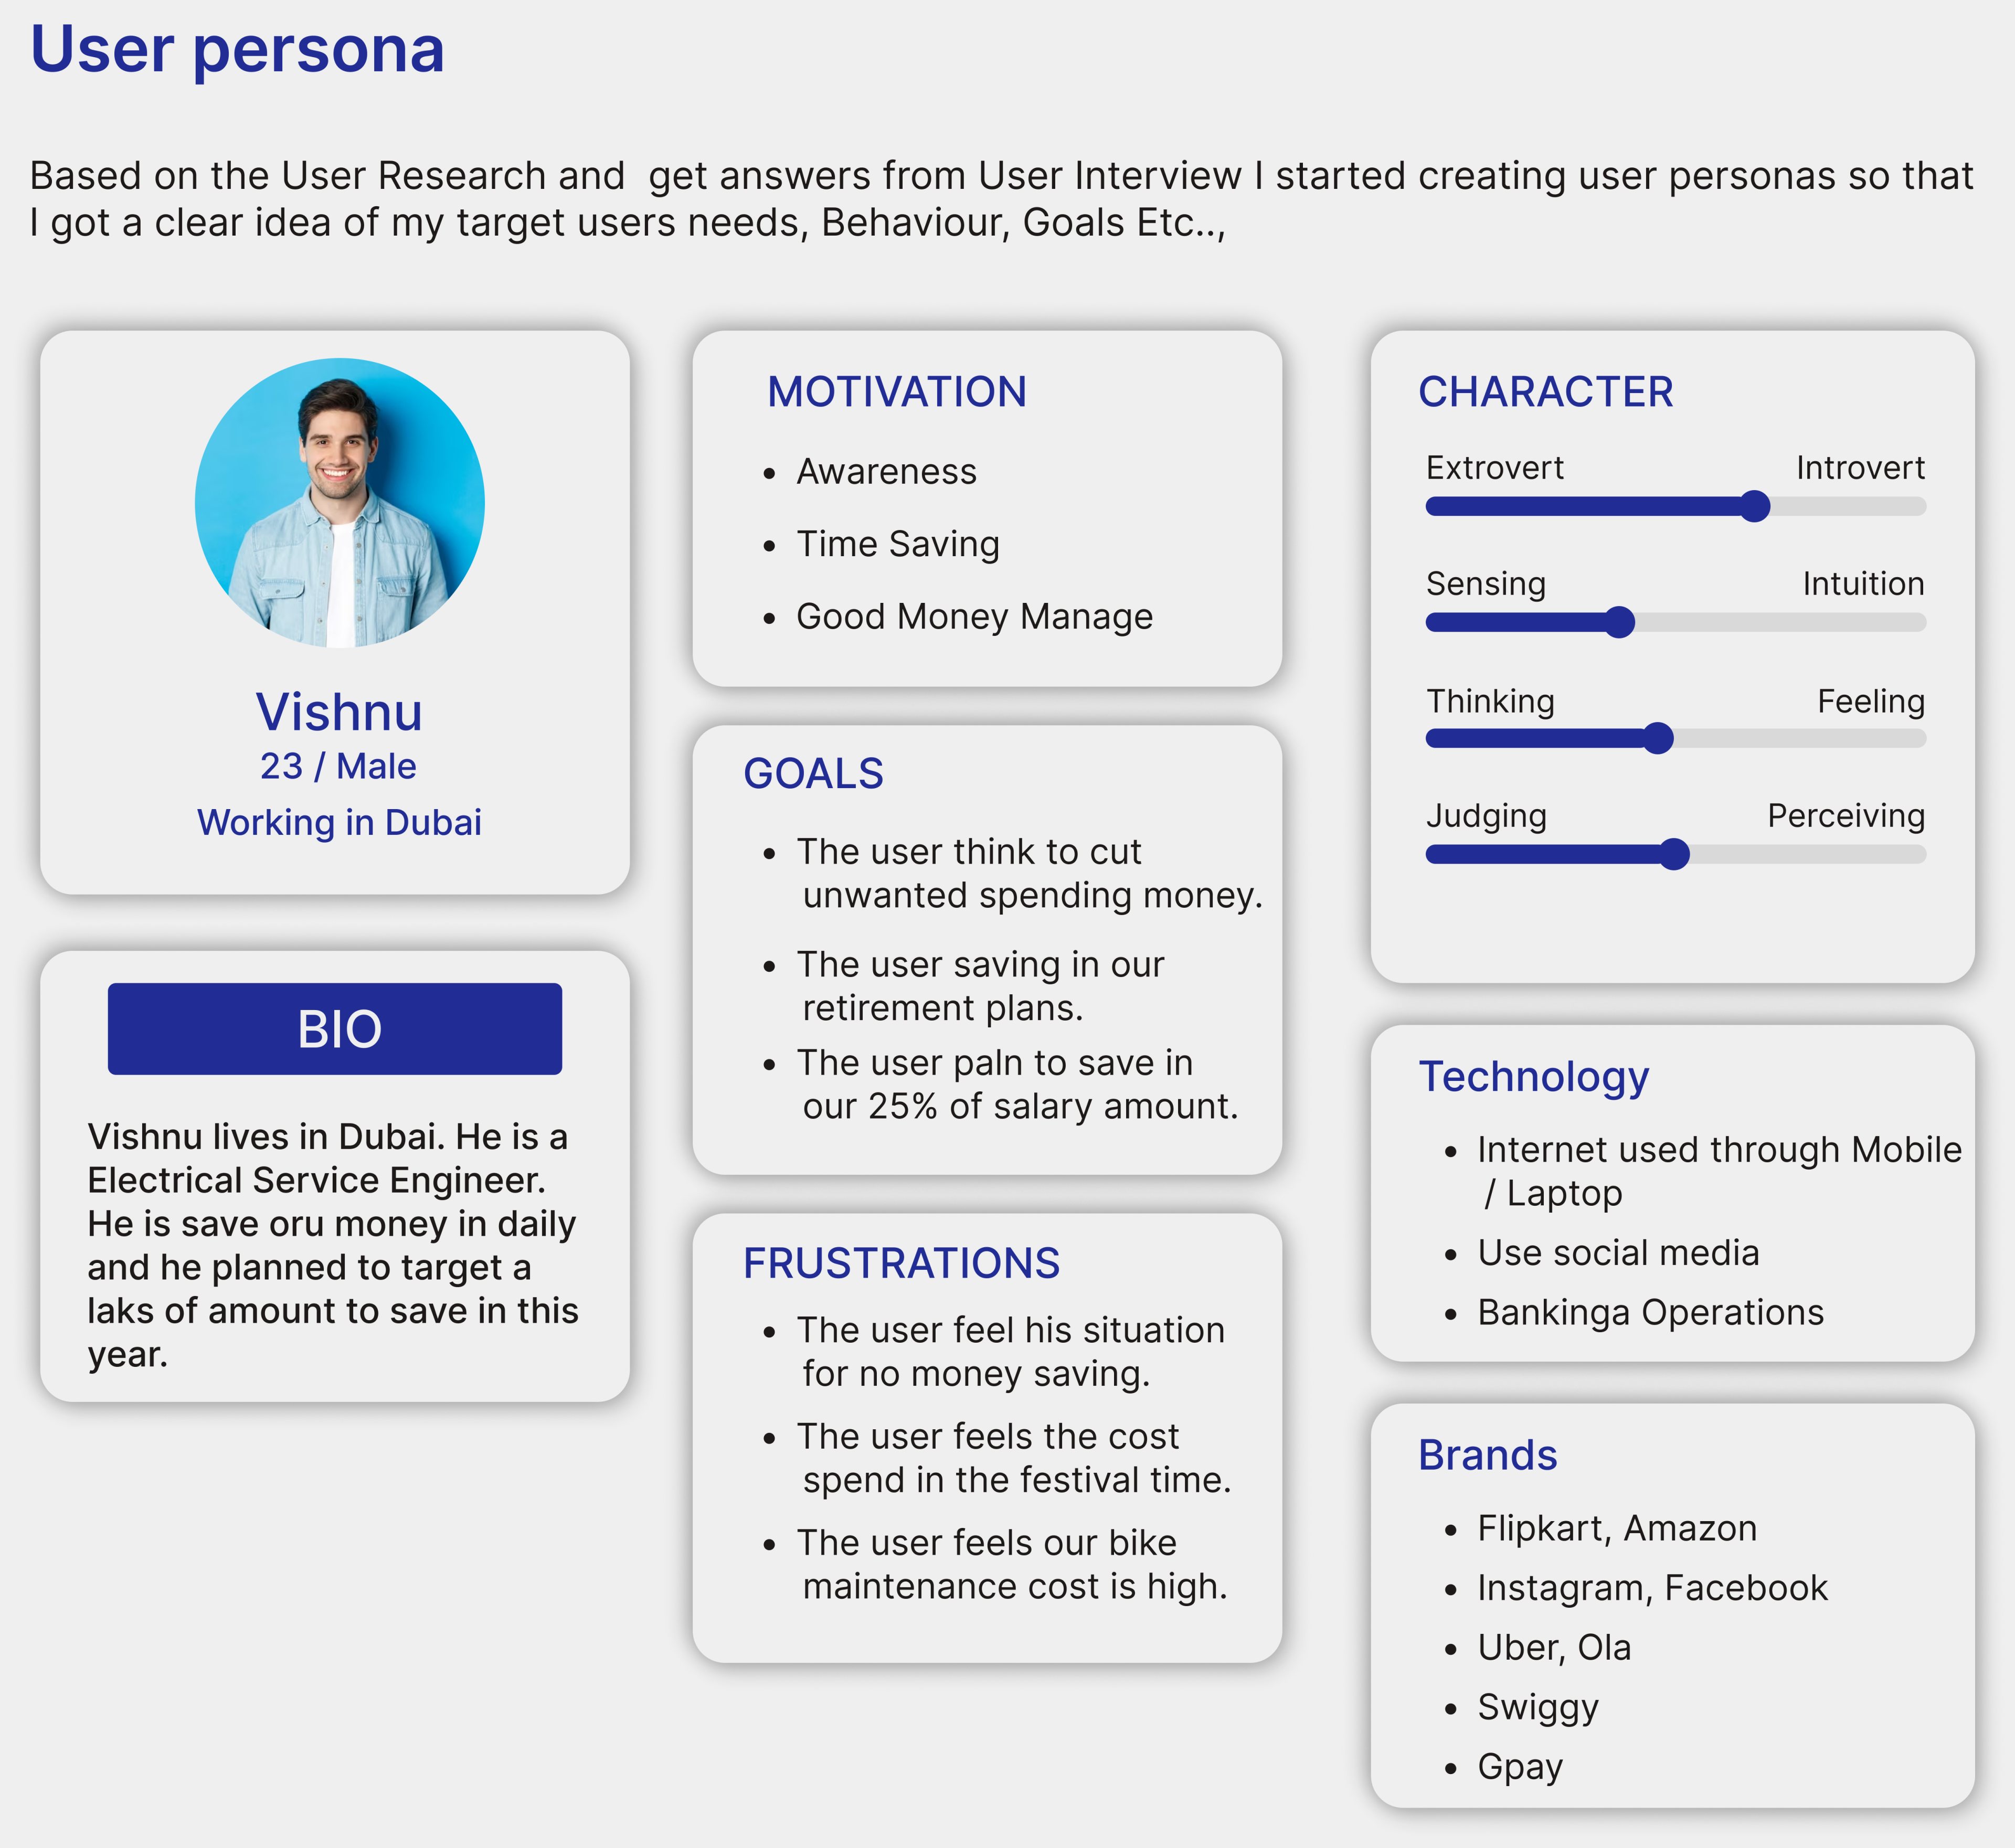 User persona
Based on the User Research and  get answers from User Interview I started creating user personas so that
I got a clear idea of my target users needs, Behaviour, Goals Etc..,
Vishnu
23 / Male
Working in Dubai
BIO
Vishnu lives in Dubai. He is a
Electrical Service Engineer.
He is save oru money in daily
and he planned to target a
laks of amount to save in this
year.
MOTIVATION
• Awareness
• Time Saving
• Good Money Manage
GOALS
• The user think to cut
unwanted spending money.
• The user saving in our
retirement plans.
• The user paln to save in
our 25% of salary amount.
FRUSTRATIONS
• The user feel his situation
for no money saving.
• The user feels the cost
spend in the festival time.
• The user feels our bike
maintenance cost is high.
CHARACTER
Extrovert Introvert
Sensing Intuition
Thinking Feeling
Judging Perceiving
Technology
• Internet used through Mobile
/ Laptop
• Use social media
• Bankinga Operations
Brands
• Flipkart, Amazon
• Instagram, Facebook
• Uber, Ola
• Swiggy
• Gpay